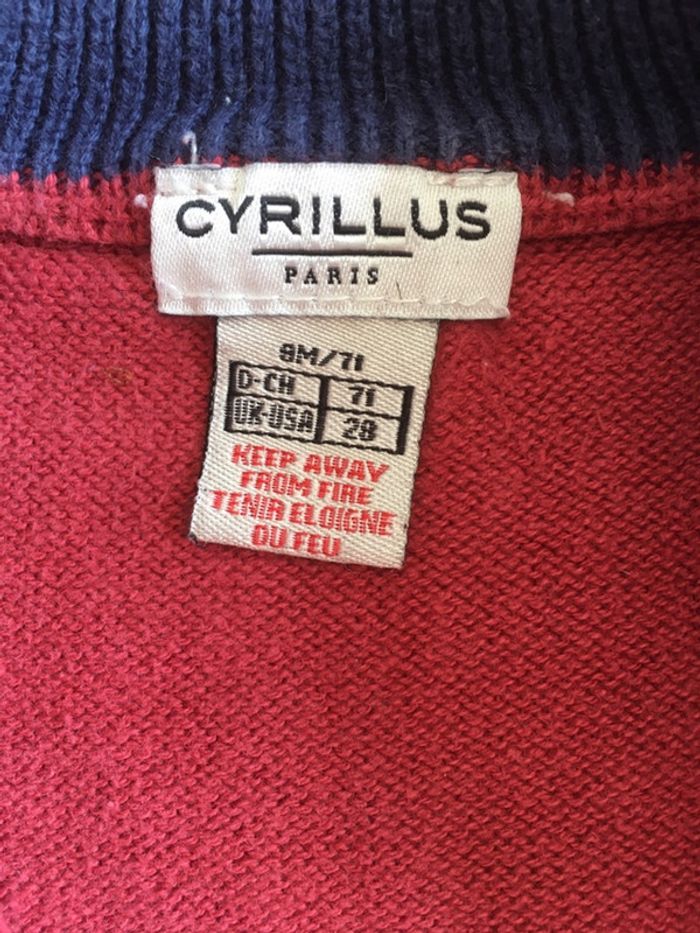 CYRILLUS
PARIS
9M/71
D-CH 71
UK-USA 28
KEEP AWAY
FROM FIRE
TENIR ELOIGNE
DU FEU